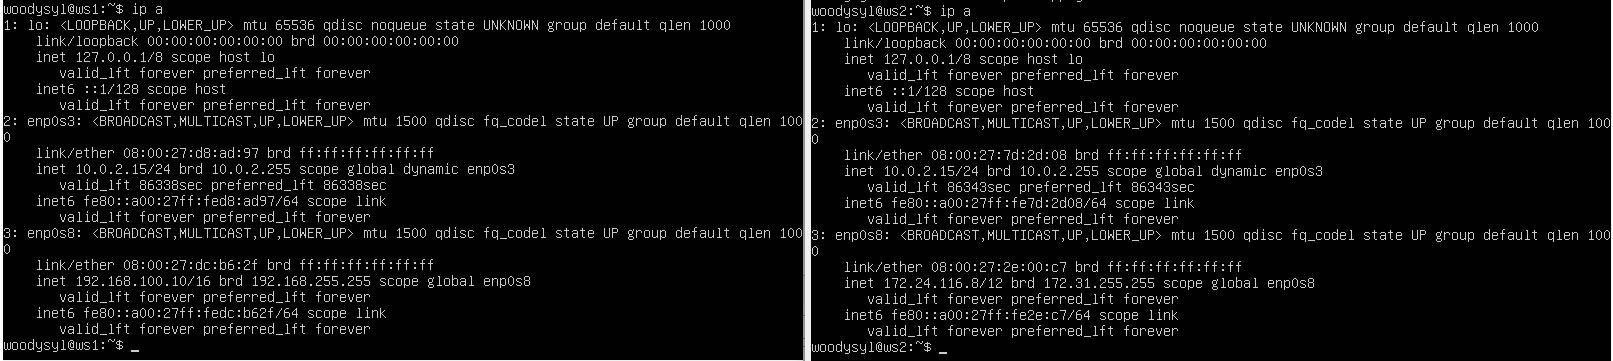 woodysyl@ws1:~$ ip a
1: lo: <LOOPBACK,UP,LOWER_UP> mtu 65536 qdisc noqueue state UNKNOWN group default qlen 1000
    link/loopback 00:00:00:00:00:00 brd 00:00:00:00:00:00
    inet 127.0.0.1/8 scope host lo
       valid_lft forever preferred_lft forever
    inet6 ::1/128 scope host
       valid_lft forever preferred_lft forever
2: enp0s3: <BROADCAST,MULTICAST,UP,LOWER_UP> mtu 1500 qdisc fq_codel state UP group default qlen 100
0
    link/ether 08:00:27:d8:ad:97 brd ff:ff:ff:ff:ff:ff
    inet 10.0.2.15/24 brd 10.0.2.255 scope global dynamic enp0s3
       valid_lft 86338sec preferred_lft 86338sec
    inet6 fe80::a00:27ff:fed8:ad97/64 scope link
       valid_lft forever preferred_lft forever
3: enp0s8: <BROADCAST,MULTICAST,UP,LOWER_UP> mtu 1500 qdisc fq_codel state UP group default qlen 100
0
    link/ether 08:00:27:dc:b6:2f brd ff:ff:ff:ff:ff:ff
    inet 192.168.100.10/16 brd 192.168.255.255 scope global enp0s8
       valid_lft forever preferred_lft forever
    inet6 fe80::a00:27ff:fedc:b62f/64 scope link
       valid_lft forever preferred_lft forever
woodysyl@ws1:~$ _
woodysyl@ws2:~$ ip a
1: lo: <LOOPBACK,UP,LOWER_UP> mtu 65536 qdisc noqueue state UNKNOWN group default qlen 1000
    link/loopback 00:00:00:00:00:00 brd 00:00:00:00:00:00
    inet 127.0.0.1/8 scope host lo
       valid_lft forever preferred_lft forever
    inet6 ::1/128 scope host
       valid_lft forever preferred_lft forever
2: enp0s3: <BROADCAST,MULTICAST,UP,LOWER_UP> mtu 1500 qdisc fq_codel state UP group default qlen 100
0
    link/ether 08:00:27:7d:2d:08 brd ff:ff:ff:ff:ff:ff
    inet 10.0.2.15/24 brd 10.0.2.255 scope global dynamic enp0s3
       valid_lft 86343sec preferred_lft 86343sec
    inet6 fe80::a00:27ff:fe7d:2d08/64 scope link
       valid_lft forever preferred_lft forever
3: enp0s8: <BROADCAST,MULTICAST,UP,LOWER_UP> mtu 1500 qdisc fq_codel state UP group default qlen 100
0
    link/ether 08:00:27:2e:00:c7 brd ff:ff:ff:ff:ff:ff
    inet 172.24.116.8/12 brd 172.31.255.255 scope global enp0s8
       valid_lft forever preferred_lft forever
    inet6 fe80::a00:27ff:fe2e:c7/64 scope link
       valid_lft forever preferred_lft forever
woodysyl@ws2:~$ _